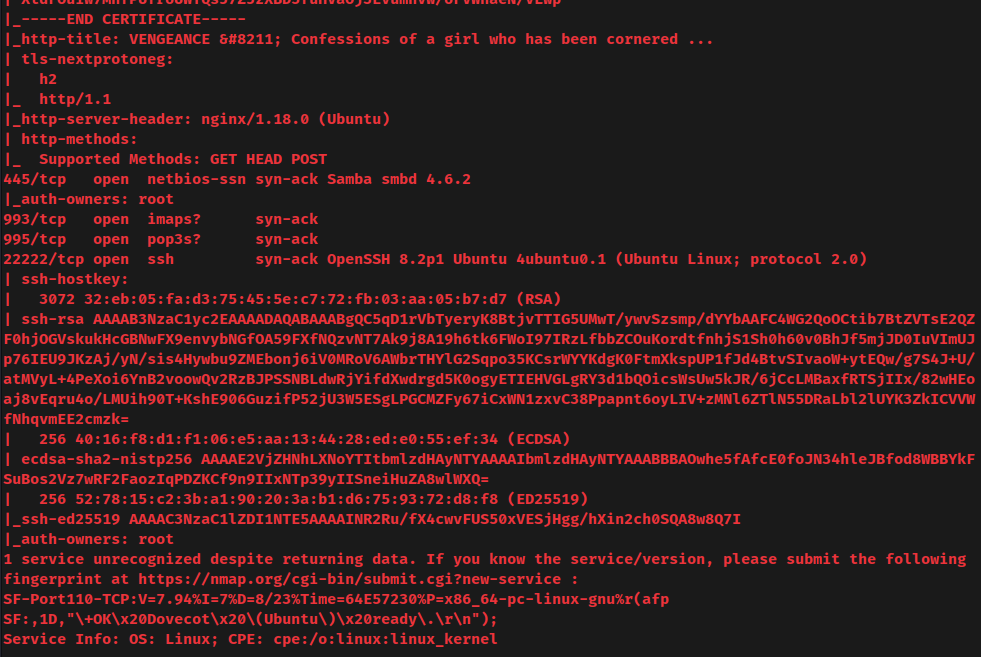 |_-----END CERTIFICATE-----
|_http-title: VENGEANCE &#8211; Confessions of a girl who has been cornered ...
| tls-nextprotoneg:
|   h2
|_  http/1.1
|_http-server-header: nginx/1.18.0 (Ubuntu)
| http-methods:
|_  Supported Methods: GET HEAD POST
445/tcp   open  netbios-ssn syn-ack Samba smbd 4.6.2
|_auth-owners: root
993/tcp   open  imaps?      syn-ack
995/tcp   open  pop3s?      syn-ack
22222/tcp open  ssh         syn-ack OpenSSH 8.2p1 Ubuntu 4ubuntu0.1 (Ubuntu Linux; protocol 2.0)
| ssh-hostkey:
|   3072 32:eb:05:fa:d3:75:45:5e:c7:72:fb:03:aa:05:b7:d7 (RSA)
| ssh-rsa AAAAB3NzaC1yc2EAAAADAQABAAABgQC5qD1rVbTyeryK8BtjvTTIG5UMwT/ywvSzsmp/dYYbAAFC4WG2QoOCtib7BtZVTsE2QZ
F0hjOGVskukHcGBNwFX9envybNGfOA59FXfNQzvNT7Ak9j8A19h6tk6FWoI97IRzLfbbZCOuKordtfnhjS1Sh0h60v0BhJf5mjJD0IuVImUJ
p76IEU9JKzAj/yN/sis4Hywbu9ZMEbonj6iV0MRoV6AWbrTHYlG2Sqpo35KCsrWYYKdgK0FtmXkspUP1fJd4BtvSIvaoW+ytEQw/g7S4J+U/
atMVyL+4PeXoi6YnB2voowQv2RzBJPSSNBLdwRjYifdXwdrgd5K0ogyETIEHVGLgRY3d1bQOicsWsUw5kJR/6jCcLMBaxfRTSjIIx/82wHEo
aj8vEqru4o/LMUih90T+KshE906GuzifP52jU3W5ESgLPGCMZFy67iCxWN1zxvC38Ppapnt6oyLIV+zMNl6ZTlN55DRaLbl2lUYK3ZkICVVW
fNhqvmEE2cmzk=
|   256 40:16:f8:d1:f1:06:e5:aa:13:44:28:ed:e0:55:ef:34 (ECDSA)
| ecdsa-sha2-nistp256 AAAAE2VjZHNhLXNoYTItbmlzdHAyNTYAAAAIbmlzdHAyNTYAAABBBAOwhe5fAfcE0foJN34hleJBfod8WBBYkF
SuBos2Vz7wRF2FaozIqPDZKCf9n9IIxNTp39yIISneiHuZA8wlWXQ=
|   256 52:78:15:c2:3b:a1:90:20:3a:b1:d6:75:93:72:d8:f8 (ED25519)
|_ssh-ed25519 AAAAC3NzaC1lZDI1NTE5AAAAINR2Ru/fX4cwvFUS50xVESjHgg/hXin2ch0SQA8w8Q7I
|_auth-owners: root
1 service unrecognized despite returning data. If you know the service/version, please submit the following
fingerprint at https://nmap.org/cgi-bin/submit.cgi?new-service :
SF-Port110-TCP:V=7.94%I=7%D=8/23%Time=64E57230%P=x86_64-pc-linux-gnu%r(afp
SF:,1D,"\+OK\x20Dovecot\x20\(Ubuntu\)\x20ready\.\r\n");
Service Info: OS: Linux; CPE: cpe:/o:linux:linux_kernel